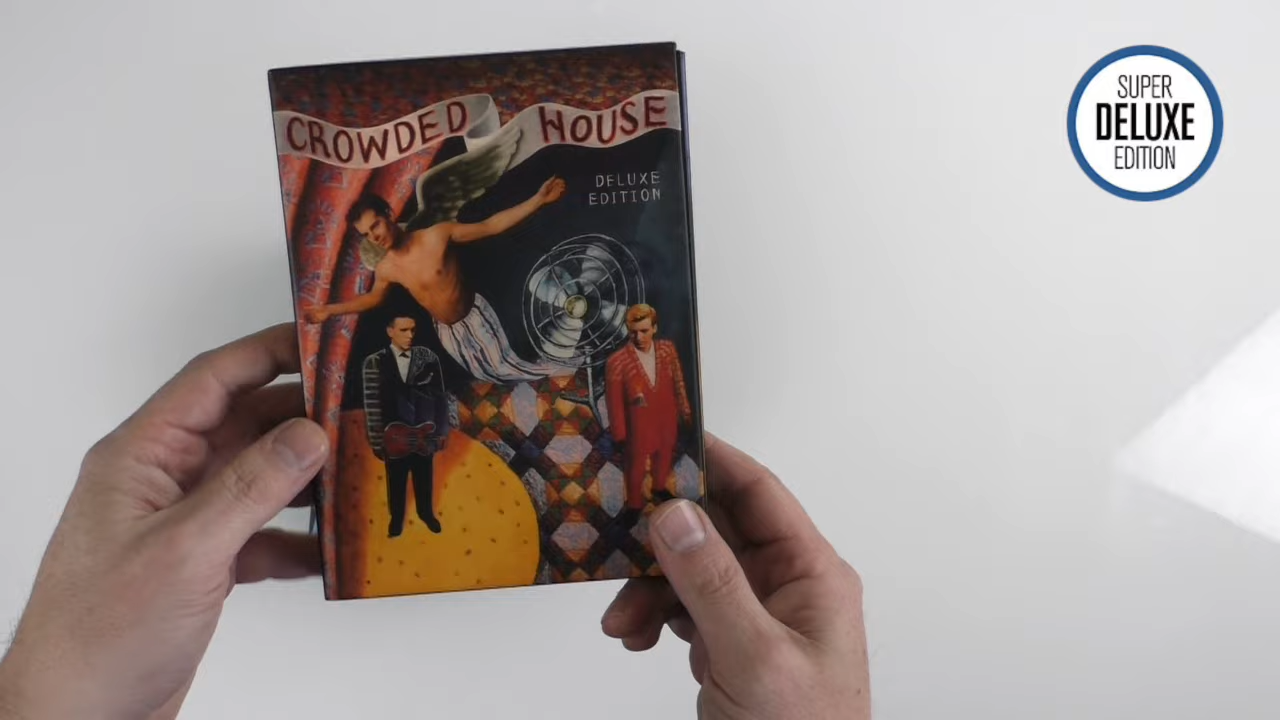 CROWDED HOUSE
DELUXE
EDITION
SUPER
DELUXE
EDITION